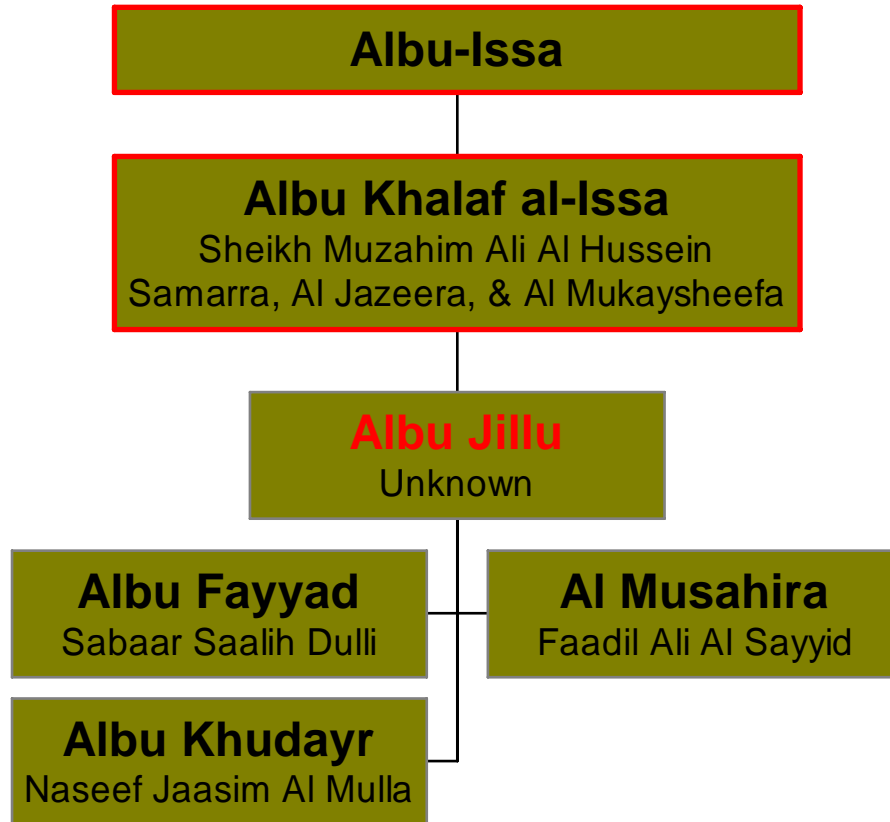 Albu-Issa
Albu Khalaf al-Issa
Sheikh Muzahim Ali Al Hussein
Samarra, Al Jazeera, & Al Mukaysheefa
Albu Jillu
Unknown
Albu Fayyad
Sabaar Saalih Dulli
Al Musahira
Faadil Ali Al Sayyid
Albu Khudayr
Naseef Jaasim Al Mulla